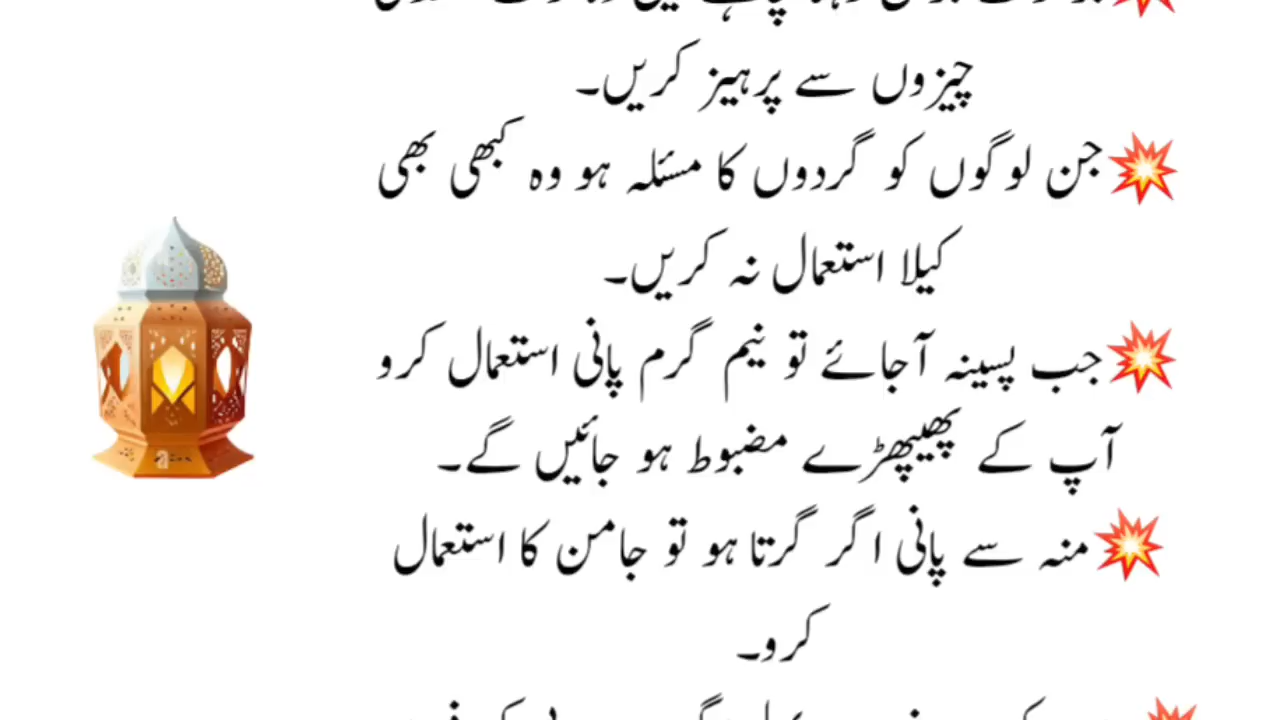 چیزوں سے پرہیز کریں۔
جن لوگوں کو گردوں کا مسئلہ ہو وہ کبھی بھی
کیلا استعمال نہ کریں۔
جب پسینہ آجائے تو نیم گرم پانی استعمال کرو
آپ کے پھیپھڑے مضبوط ہو جائیں گے۔
منہ سے پانی اگر گرتا ہو تو جامن کا استعمال
کرو۔